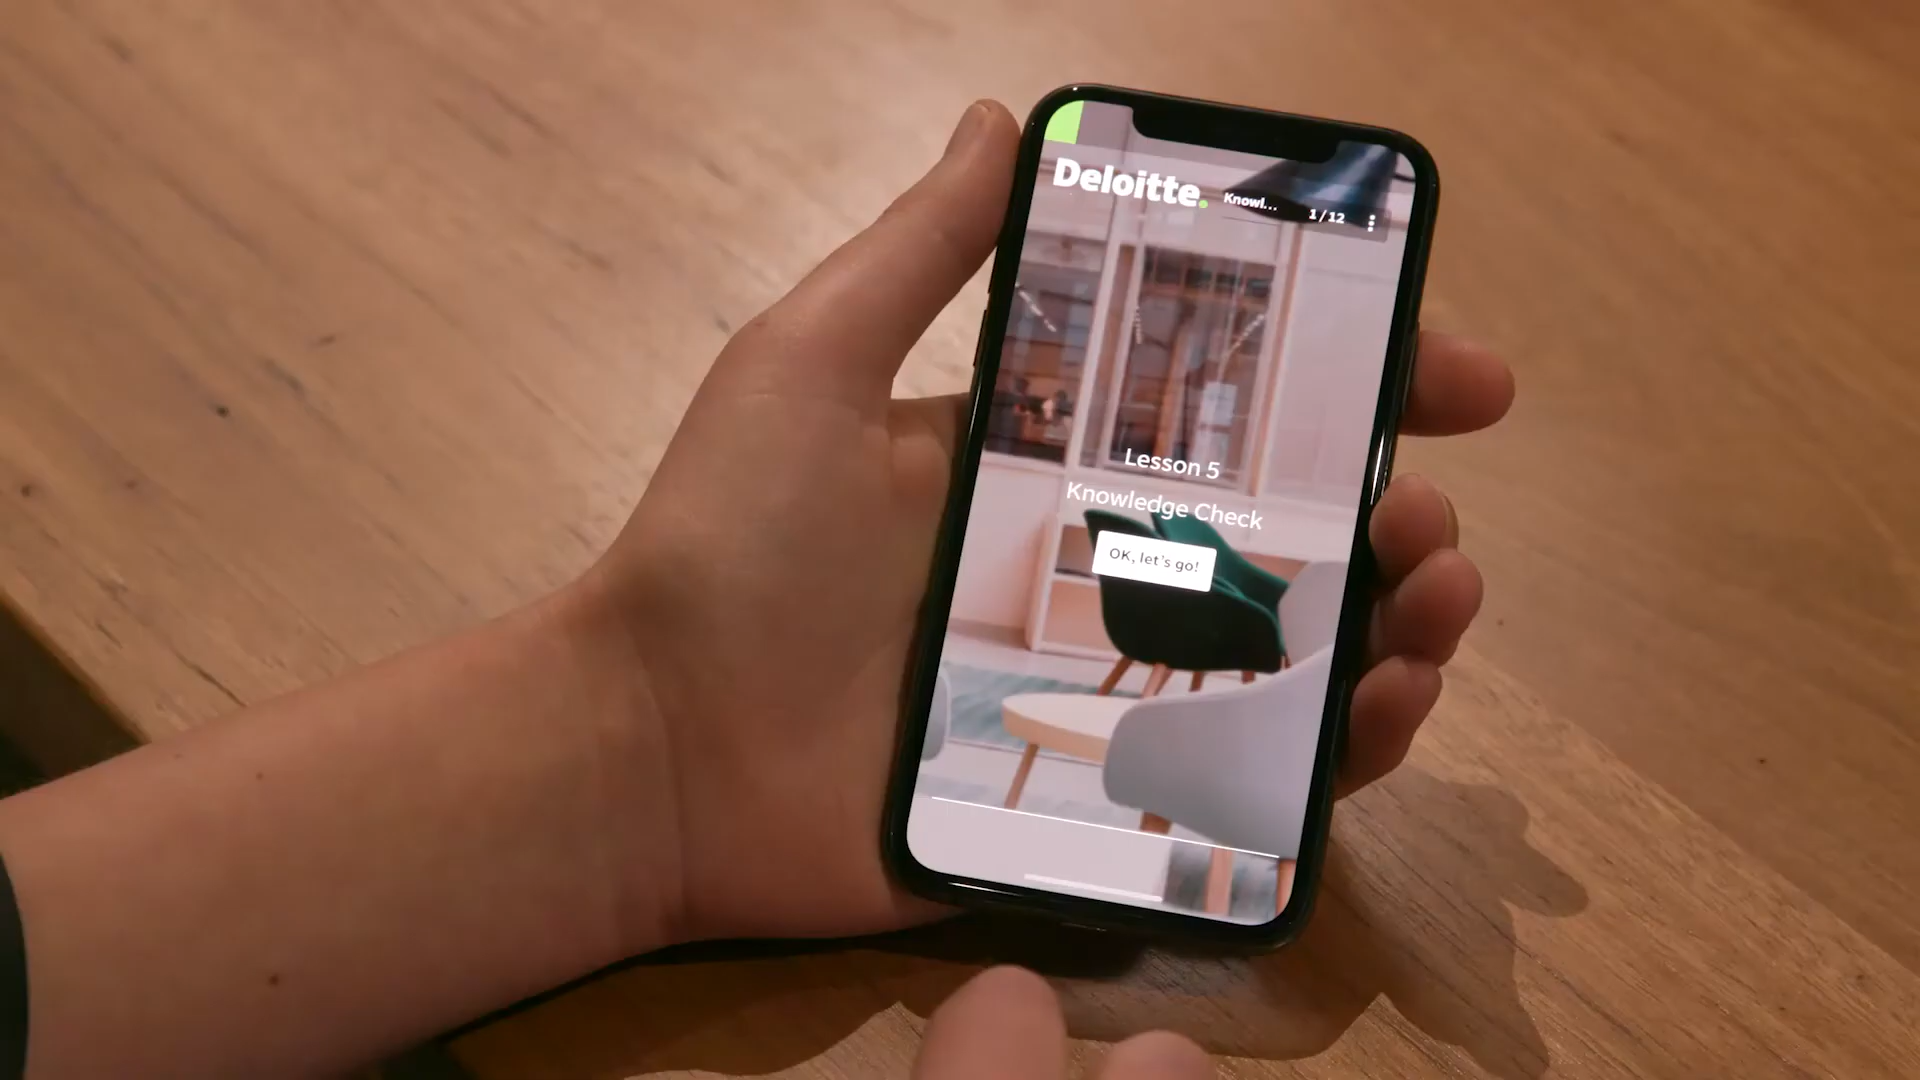 Deloitte.
Knowl... 1/12
Lesson 5
Knowledge Check
OK, let's go!